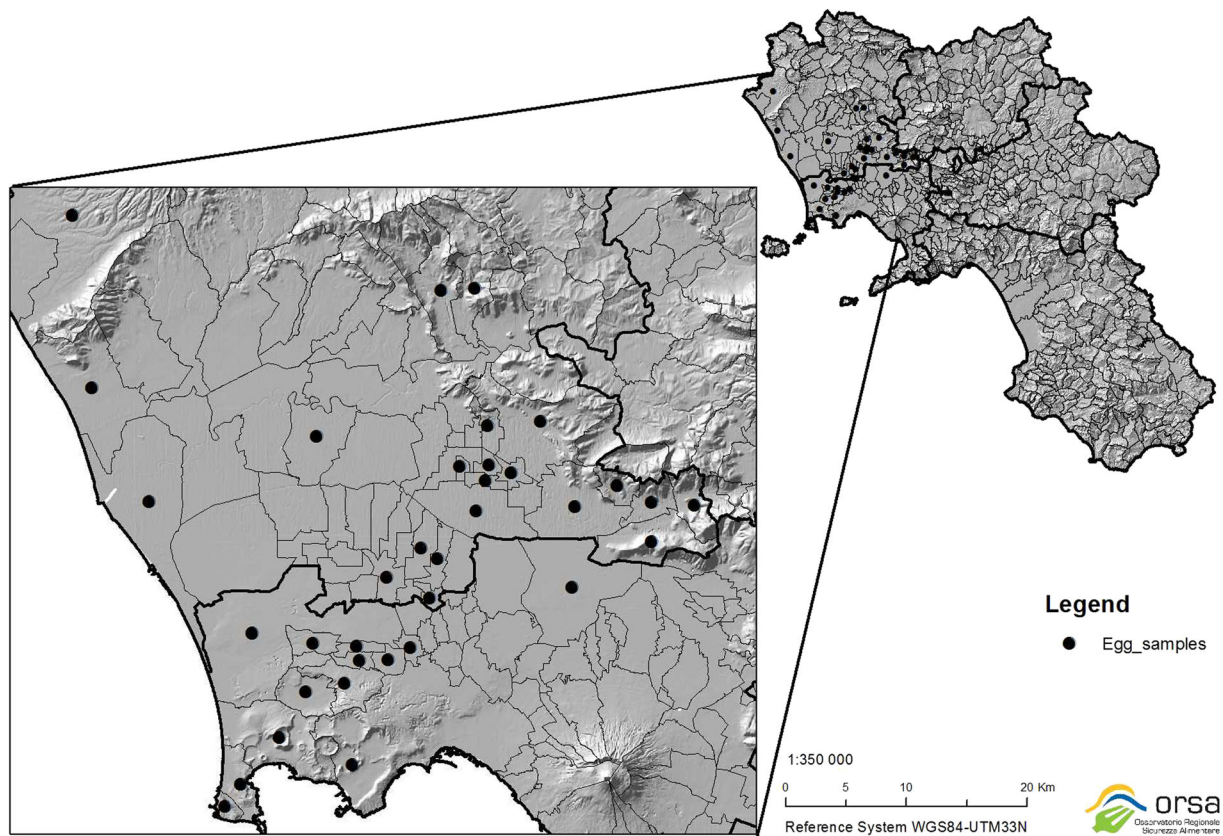 Legend
Egg_samples
1:350 000
0 5 10 20 Km
Reference System WGS84-UTM33N
orsa
Osservatorio Regionale
Sicurezza Alimentare